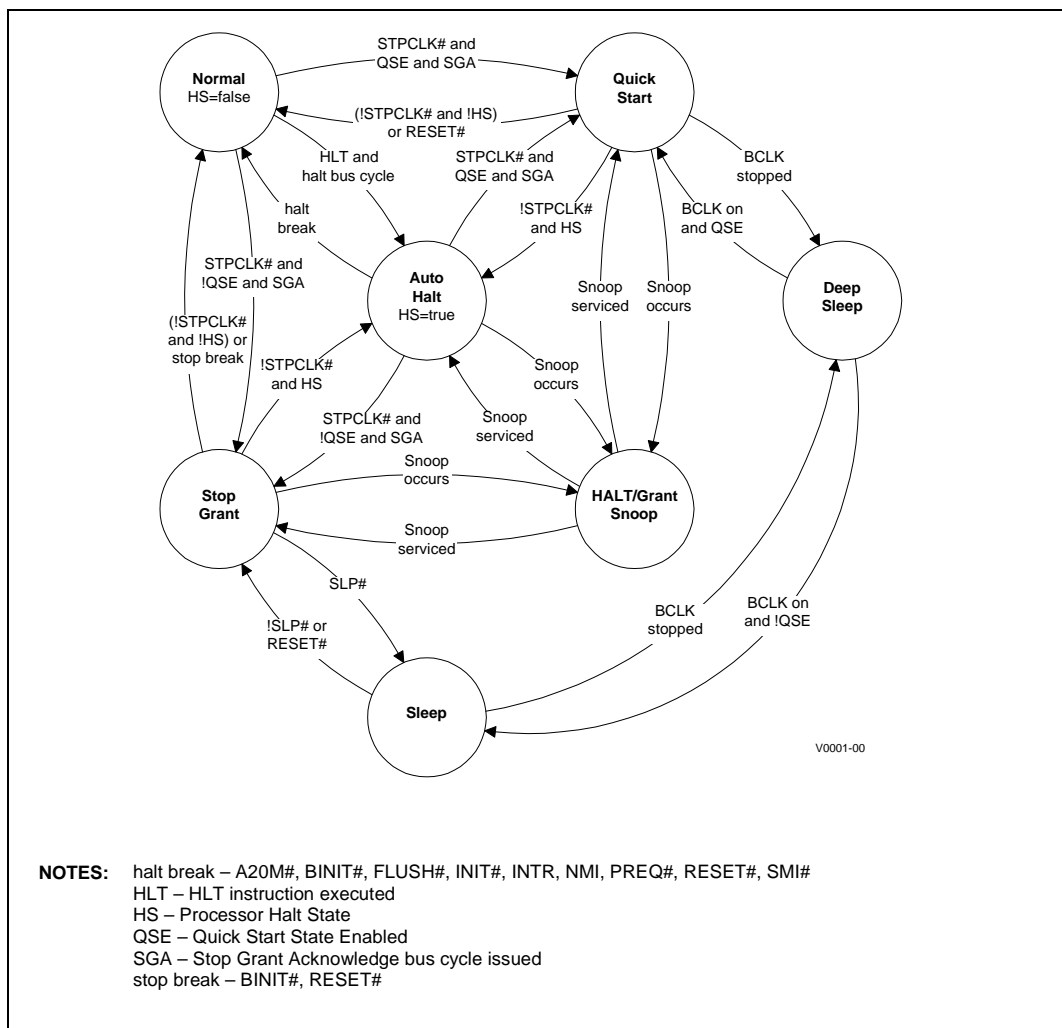 STPCLK# and
QSE and SGA
Normal
HS=false
Quick
Start
(!STPCLK# and !HS)
or RESET#
HLT and
halt bus cycle
STPCLK# and
QSE and SGA
BCLK
stopped
halt
break
!STPCLK#
and HS
BCLK on
and QSE
STPCLK# and
!QSE and SGA
Auto
Halt
HS=true
Snoop
serviced
Snoop
occurs
Deep
Sleep
(!STPCLK#
and !HS) or
stop break
!STPCLK#
and HS
Snoop
occurs
STPCLK# and
!QSE and SGA
Snoop
serviced
Snoop
occurs
Stop
Grant
HALT/Grant
Snoop
Snoop
serviced
SLP#
BCLK
stopped
BCLK on
and !QSE
!SLP# or
RESET#
Sleep
V0001-00
NOTES: halt break – A20M#, BINIT#, FLUSH#, INIT#, INTR, NMI, PREQ#, RESET#, SMI#
HLT – HLT instruction executed
HS – Processor Halt State
QSE – Quick Start State Enabled
SGA – Stop Grant Acknowledge bus cycle issued
stop break – BINIT#, RESET#